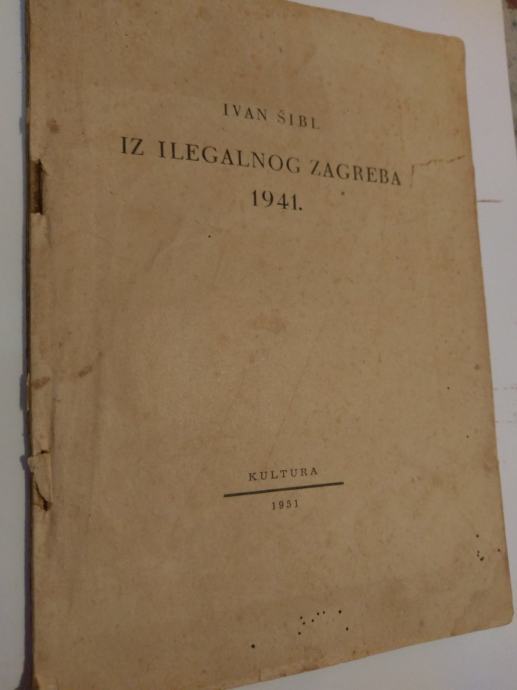 IVAN ŠIBL
IZ ILEGALNOG ZAGREBA
1941.
KULTURA
1951